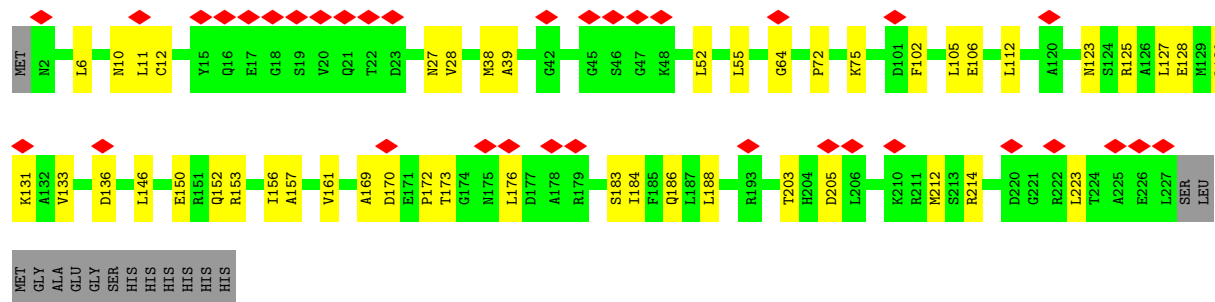 MET N2 L6 N10 L11 C12 Y15 Q16 E17 G18 S19 V20 Q21 T22 D23 N27 V28 M38 A39 G42 G45 S46 G47 K48 L52 L55 G64 P72 K75 D101 F102 L105 E106 L112 A120 N123 S124 R125 A126 L127 E128 M129
K131 A132 V133 D136 L146 E150 R151 Q152 R153 I156 A157 V161 A169 D170 E171 P172 T173 G174 N175 L176 D177 A178 R179 S183 I184 F185 Q186 L187 L188 R193 T203 H204 D205 L206 K210 R211 M212 S213 R214 D220 G221 R222 L223 T224 A225 E226 L227 SER LEU
MET GLY ALA GLU GLY SER HIS HIS HIS HIS HIS HIS